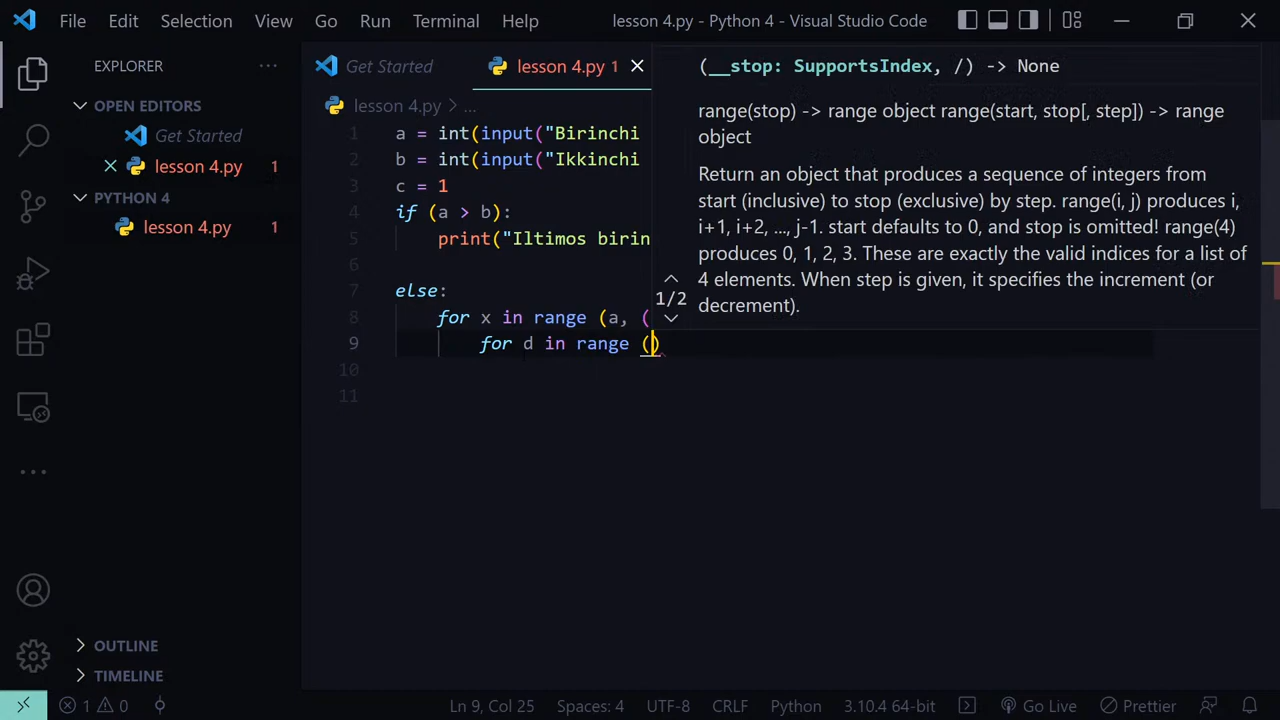 File Edit Selection View Go Run Terminal Help lesson 4.py - Python 4 - Visual Studio Code
EXPLORER
OPEN EDITORS
Get Started
lesson 4.py 1
PYTHON 4
lesson 4.py 1
OUTLINE
TIMELINE
Get Started lesson 4.py 1
lesson 4.py > ...
1 a = int(input("Birinchi
2 b = int(input("Ikkinchi
3 c = 1
4 if (a > b):
5 print("Iltimos birin
6
7 else:
8 for x in range (a, (
9 for d in range ()
10
11
(__stop: SupportsIndex, /) -> None
range(stop) -> range object range(start, stop[, step]) -> range
object
Return an object that produces a sequence of integers from
start (inclusive) to stop (exclusive) by step. range(i, j) produces i,
i+1, i+2, ..., j-1. start defaults to 0, and stop is omitted! range(4)
produces 0, 1, 2, 3. These are exactly the valid indices for a list of
4 elements. When step is given, it specifies the increment (or
decrement).
1/2
1 0 Ln 9, Col 25 Spaces: 4 UTF-8 CRLF Python 3.10.4 64-bit Go Live Prettier